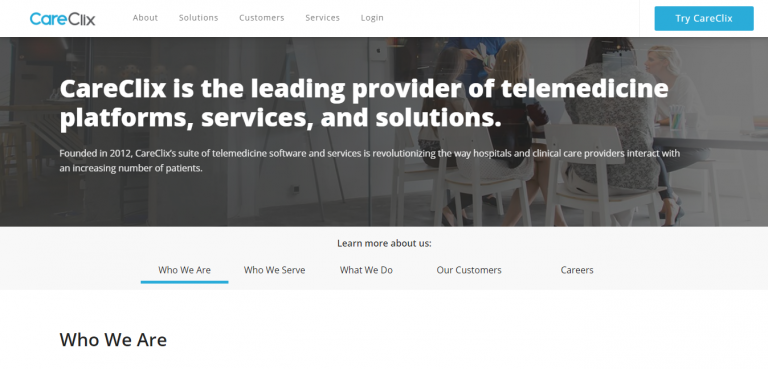 CareClix
About
Solutions
Customers
Services
Login
Try CareClix
CareClix is the leading provider of telemedicine
platforms, services, and solutions.
Founded in 2012, CareClix's suite of telemedicine software and services is revolutionizing the way hospitals and clinical care providers interact with
an increasing number of patients.
Learn more about us:
Who We Are
Who We Serve
What We Do
Our Customers
Careers
Who We Are